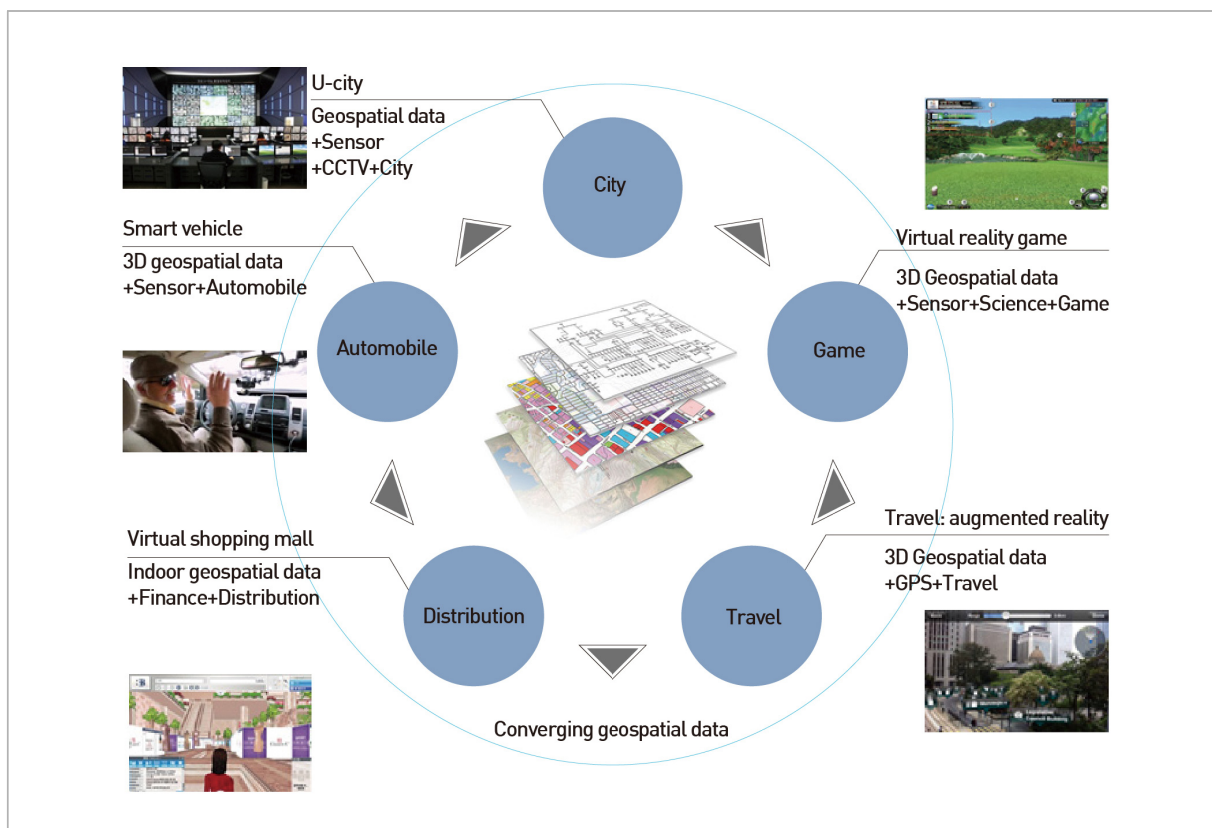 U-city
Geospatial data
+Sensor
+CCTV+City
City
Smart vehicle
3D geospatial data
+Sensor+Automobile
Automobile
Virtual reality game
3D Geospatial data
+Sensor+Science+Game
Game
Virtual shopping mall
Indoor geospatial data
+Finance+Distribution
Distribution
Travel: augmented reality
3D Geospatial data
+GPS+Travel
Travel
Converging geospatial data